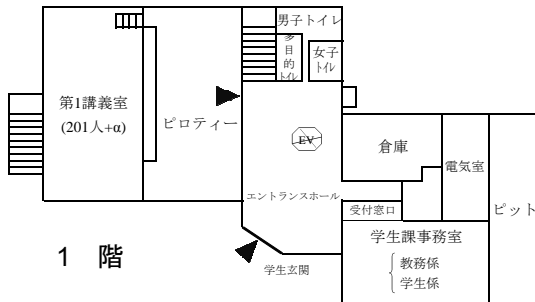 男子トイレ
多目的トイレ
女子トイレ
第1講義室
(201人+α)
ピロティー
EV
倉庫
電気室
エントランスホール
受付窓口
ピット
学生課事務室
教務係
学生係
学生玄関
1 階